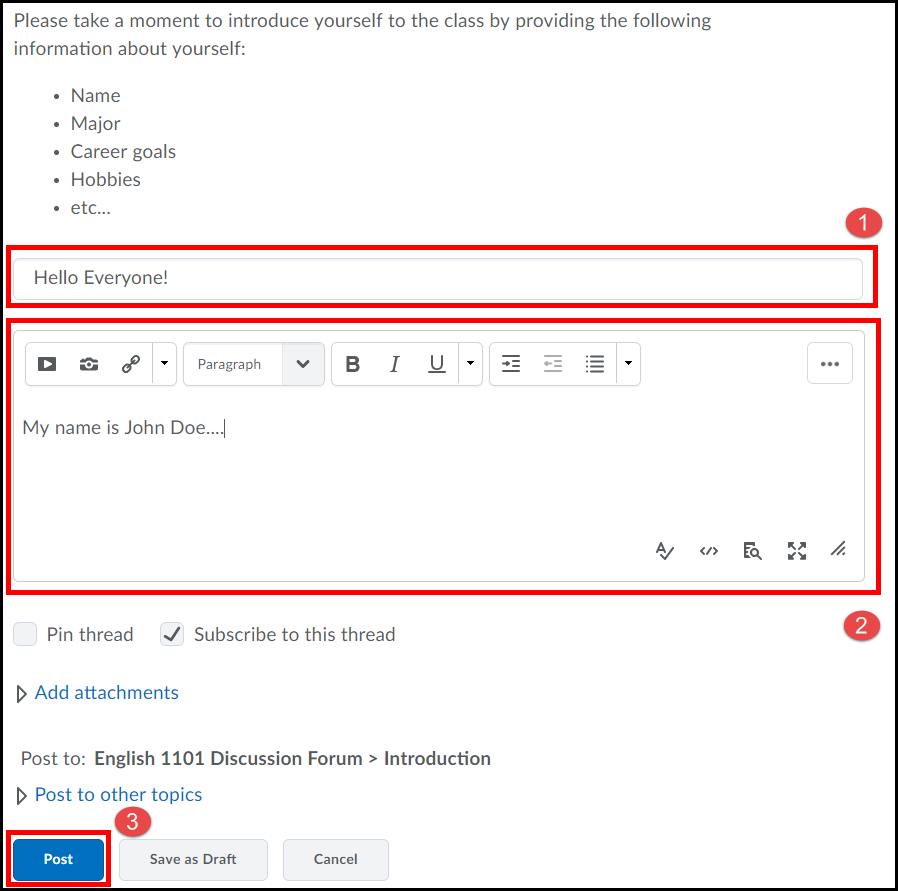 Please take a moment to introduce yourself to the class by providing the following
information about yourself:
• Name
• Major
• Career goals
• Hobbies
• etc...
1
Hello Everyone!
Paragraph B I U
My name is John Doe....
Pin thread Subscribe to this thread
2
Add attachments
Post to: English 1101 Discussion Forum > Introduction
Post to other topics
3
Post Save as Draft Cancel